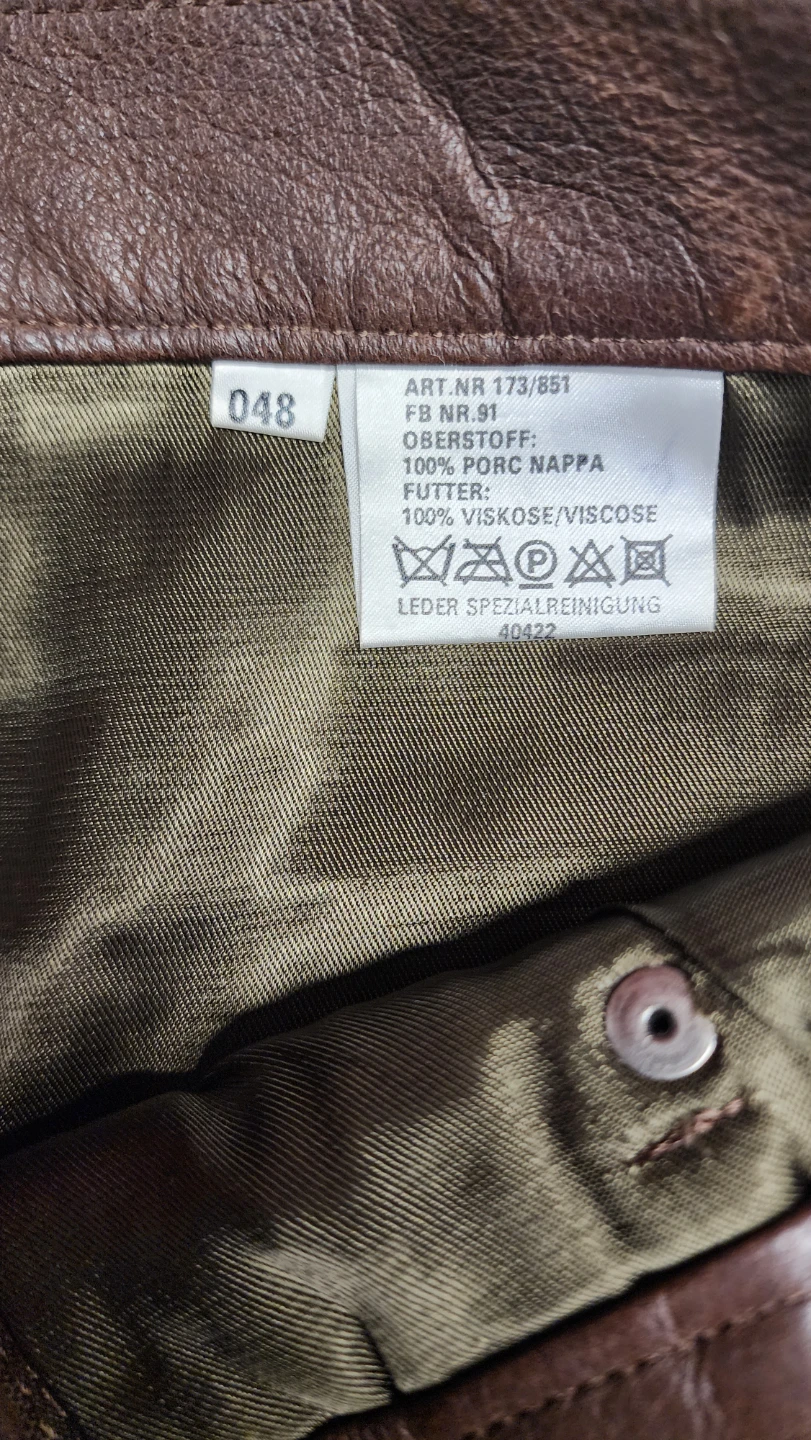 048
ART.NR 173/851
FB NR.91
OBERSTOFF:
100% PORC NAPPA
FUTTER:
100% VISKOSE/VISCOSE
P
LEDER SPEZIALREINIGUNG
40422